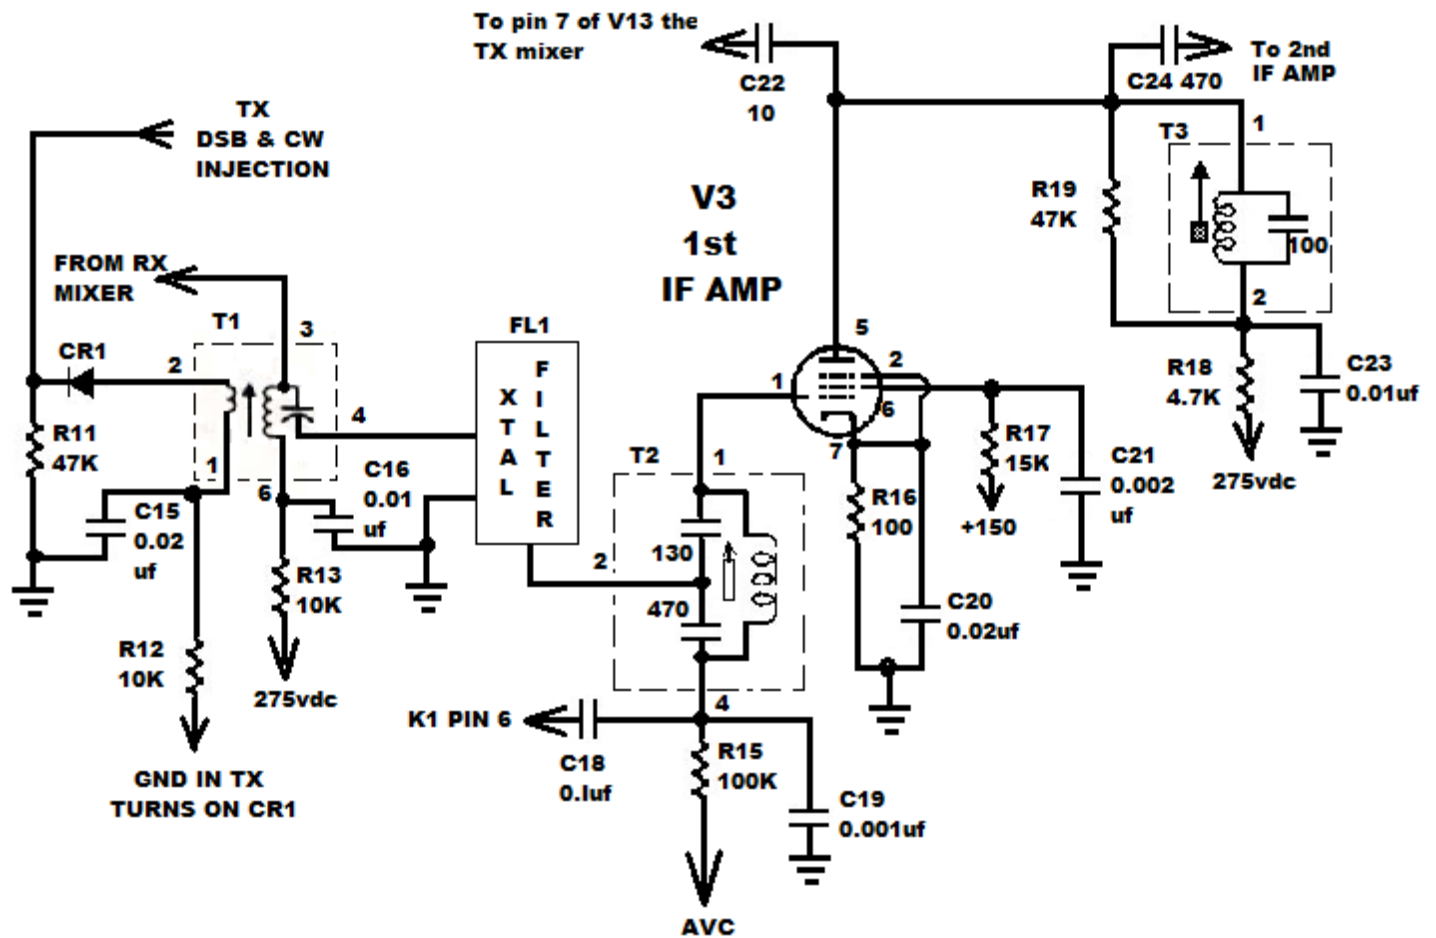 To pin 7 of V13 the
TX mixer
C22
10
C24 470
To 2nd
IF AMP
TX
DSB & CW
INJECTION
T3
1
R19
47K
100
2
V3
1st
IF AMP
FROM RX
MIXER
T1
3
CR1
2
4
R11
47K
1
6
C15
0.02
uf
C16
0.01
uf
R13
10K
275vdc
R12
10K
GND IN TX
TURNS ON CR1
FL1
XTAL
FILTER
5
2
1
6
7
R18
4.7K
C23
0.01uf
275vdc
R17
15K
+150
C21
0.002
uf
R16
100
C20
0.02uf
T2
1
130
2
470
4
K1 PIN 6
C18
0.luf
R15
100K
C19
0.001uf
AVC